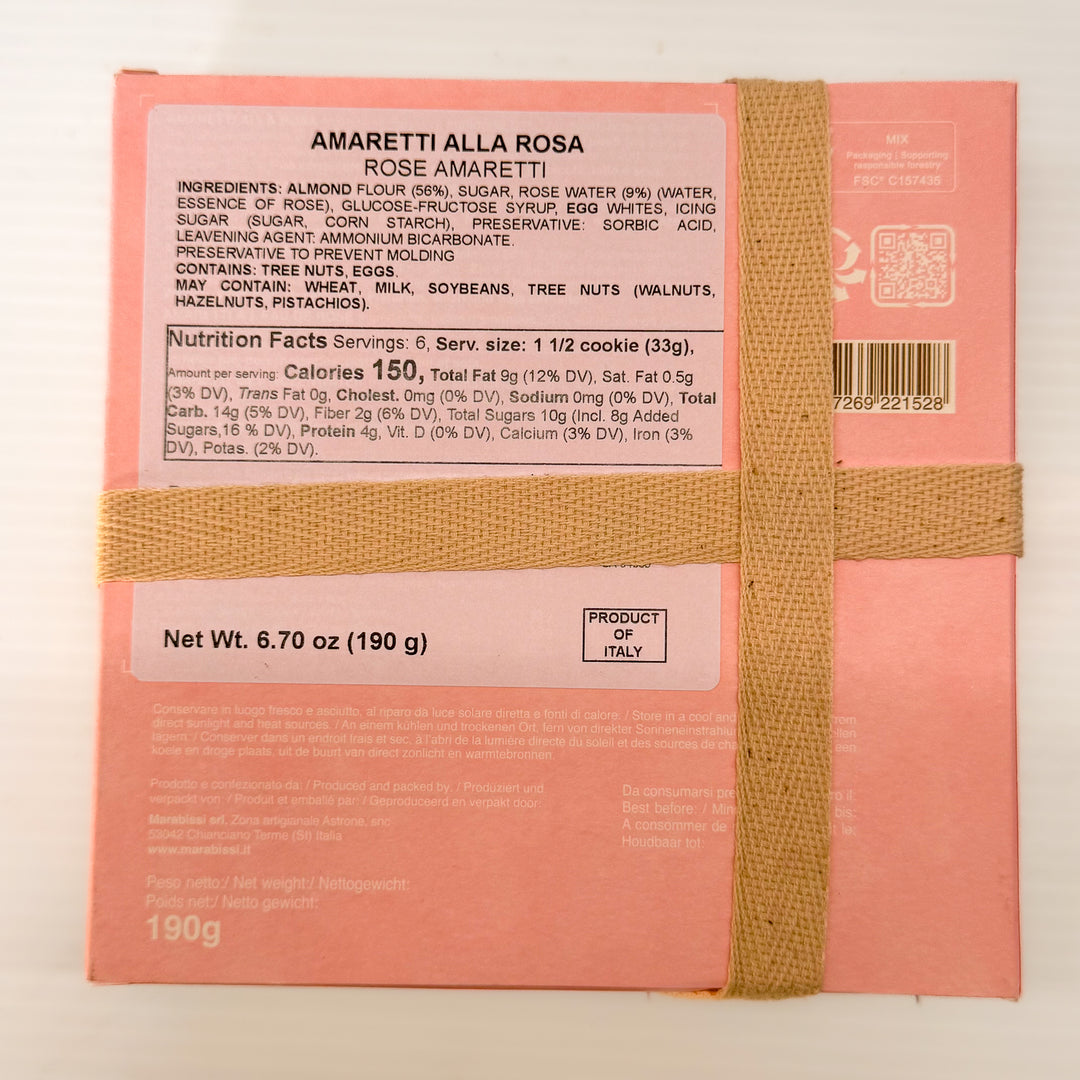 AMARETTI ALLA ROSA
ROSE AMARETTI
INGREDIENTS: ALMOND FLOUR (56%), SUGAR, ROSE WATER (9%) (WATER,
ESSENCE OF ROSE), GLUCOSE-FRUCTOSE SYRUP, EGG WHITES, ICING
SUGAR (SUGAR, CORN STARCH), PRESERVATIVE: SORBIC ACID,
LEAVENING AGENT: AMMONIUM BICARBONATE.
PRESERVATIVE TO PREVENT MOLDING
CONTAINS: TREE NUTS, EGGS.
MAY CONTAIN: WHEAT, MILK, SOYBEANS, TREE NUTS (WALNUTS,
HAZELNUTS, PISTACHIOS).
Nutrition Facts Servings: 6, Serv. size: 1 1/2 cookie (33g),
Amount per serving: Calories 150, Total Fat 9g (12% DV), Sat. Fat 0.5g
(3% DV), Trans Fat 0g, Cholest. 0mg (0% DV), Sodium 0mg (0% DV), Total
Carb. 14g (5% DV), Fiber 2g (6% DV), Total Sugars 10g (Incl. 8g Added
Sugars,16 % DV), Protein 4g, Vit. D (0% DV), Calcium (3% DV), Iron (3%
DV), Potas. (2% DV).
Net Wt. 6.70 oz (190 g)
PRODUCT
OF
ITALY
MIX
Packaging | Supporting
responsible forestry
FSC® C157435
7269 221528
Conservare in luogo fresco e asciutto, al riparo da luce solare diretta e fonti di calore. / Store in a cool and from
direct sunlight and heat sources. / An einem kühlen und trockenen Ort, fern von direkter Sonneneinstrahlu ellen
lagern. / Conserver dans un endroit frais et sec, à l'abri de la lumière directe du soleil et des sources de cha een
koele en droge plaats, uit de buurt van direct zonlicht en warmtebronnen.
Prodotto e confezionato da: / Produced and packed by: / Produziert und
verpackt von: / Produit et emballé par: / Geproduceerd en verpakt door:
Marabissi srl, Zona artigianale Astrone, snc
53042 Chianciano Terme (SI) Italia
www.marabissi.it
Peso netto:/ Net weight:/ Nettogewicht:
Poids net:/ Netto gewicht:
190g
Da consumarsi pre ro il:
Best before: / Min bis:
A consommer de t le:
Houdbaar tot: